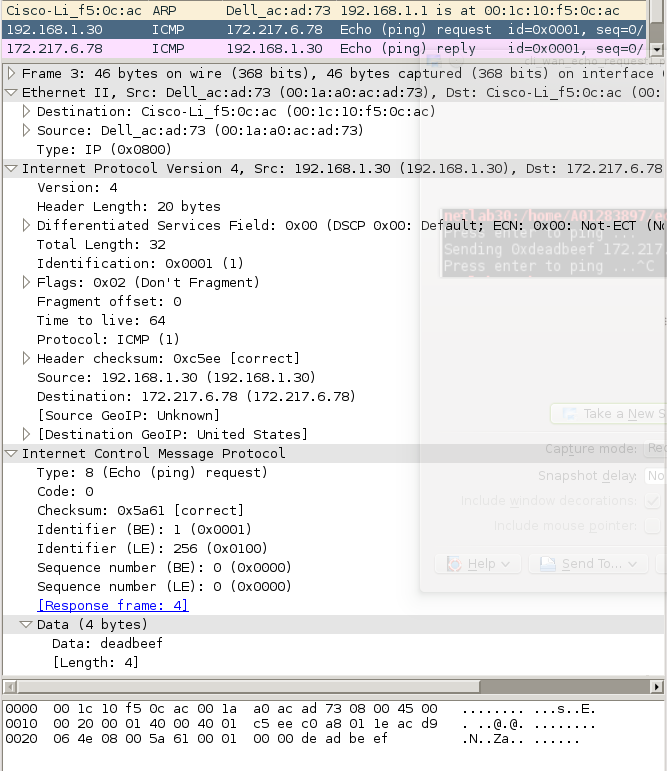 Cisco-Li_f5:0c:ac ARP Dell_ac:ad:73 192.168.1.1 is at 00:1c:10:f5:0c:ac
192.168.1.30 ICMP 172.217.6.78 Echo (ping) request id=0x0001, seq=0/
172.217.6.78 ICMP 192.168.1.30 Echo (ping) reply id=0x0001, seq=0/
Frame 3: 46 bytes on wire (368 bits), 46 bytes captured (368 bits) on interface
Ethernet II, Src: Dell_ac:ad:73 (00:1a:a0:ac:ad:73), Dst: Cisco-Li_f5:0c:ac (00:
Destination: Cisco-Li_f5:0c:ac (00:1c:10:f5:0c:ac)
Source: Dell_ac:ad:73 (00:1a:a0:ac:ad:73)
Type: IP (0x0800)
Internet Protocol Version 4, Src: 192.168.1.30 (192.168.1.30), Dst: 172.217.6.78
Version: 4
Header Length: 20 bytes
Differentiated Services Field: 0x00 (DSCP 0x00: Default; ECN: 0x00: Not-ECT (No
Total Length: 32
Identification: 0x0001 (1)
Flags: 0x02 (Don't Fragment)
Fragment offset: 0
Time to live: 64
Protocol: ICMP (1)
Header checksum: 0xc5ee [correct]
Source: 192.168.1.30 (192.168.1.30)
Destination: 172.217.6.78 (172.217.6.78)
[Source GeoIP: Unknown]
[Destination GeoIP: United States]
Internet Control Message Protocol
Type: 8 (Echo (ping) request)
Code: 0
Checksum: 0x5a61 [correct]
Identifier (BE): 1 (0x0001)
Identifier (LE): 256 (0x0100)
Sequence number (BE): 0 (0x0000)
Sequence number (LE): 0 (0x0000)
[Response frame: 4]
Data (4 bytes)
Data: deadbeef
[Length: 4]
Press enter to ping ...
Sending 0xdeadbeef 172.217.
Press enter to ping ...^C
Take a New S
Capture mode: Rec
Snapshot delay: No
Include window decorations:
Include mouse pointer:
Help Send To...
0000 00 1c 10 f5 0c ac 00 1a a0 ac ad 73 08 00 45 00 ........ ...s..E.
0010 00 20 00 01 40 00 40 01 c5 ee c0 a8 01 1e ac d9 . ..@.@. ........
0020 06 4e 08 00 5a 61 00 01 00 00 de ad be ef .N..Za.. ......